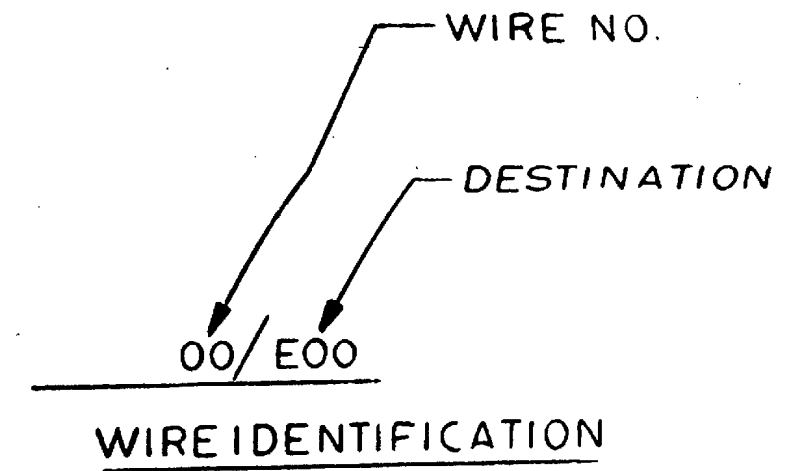 WIRE NO.
DESTINATION
00/E00
WIRE IDENTIFICATION